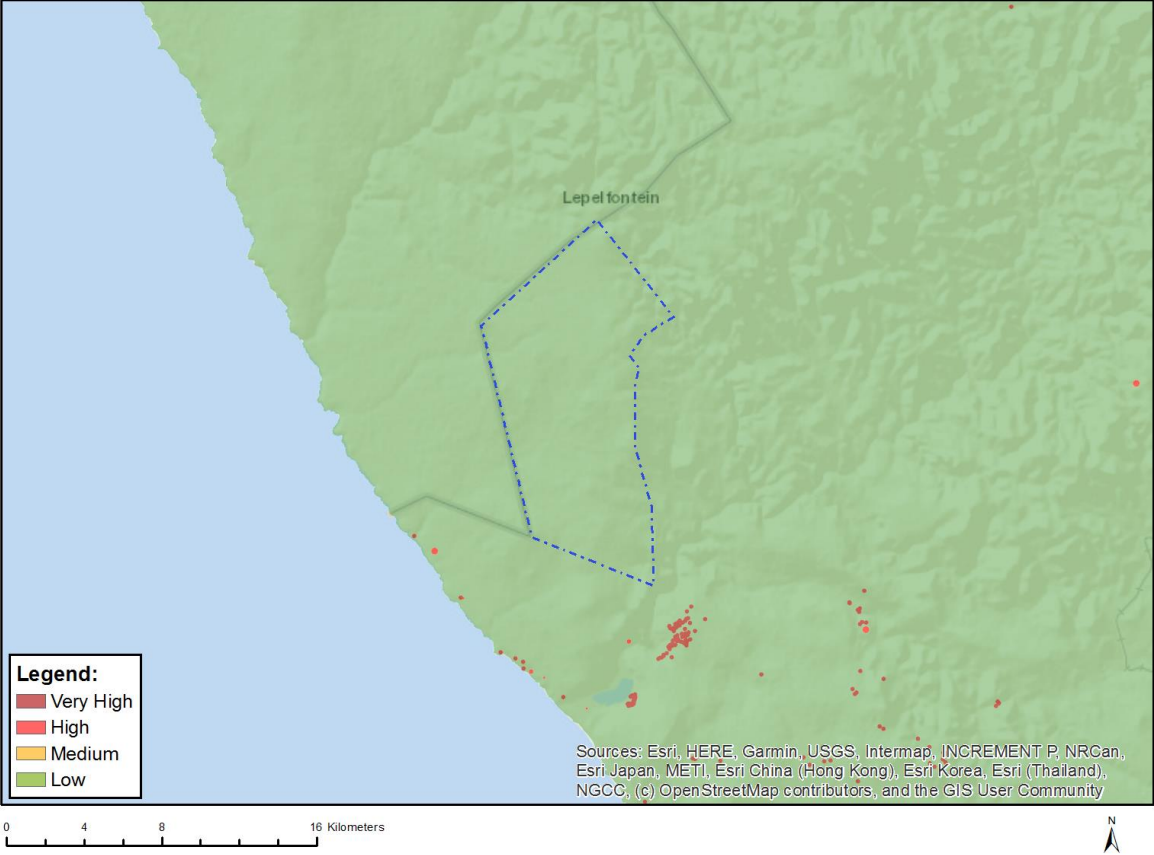 Lepelfontein
Legend:
Very High
High
Medium
Low
Sources: Esri, HERE, Garmin, USGS, Intermap, INCREMENT P, NRCan,
Esri Japan, METI, Esri China (Hong Kong), Esri Korea, Esri (Thailand),
NGCC, (c) OpenStreetMap contributors, and the GIS User Community
0 4 8 16 Kilometers
N